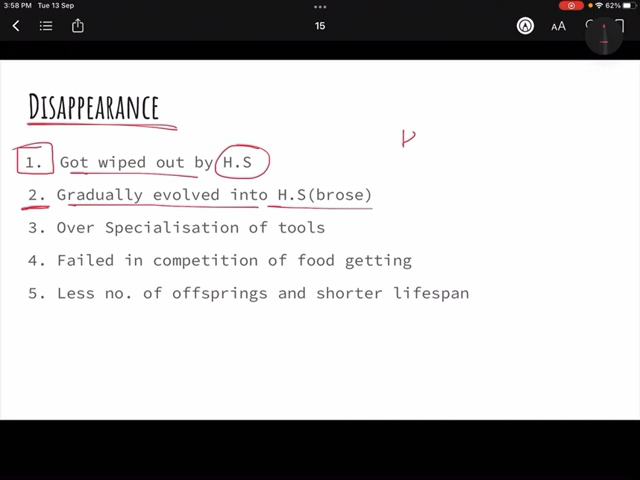 3:58 PM Tue 13 Sep
62%
15
AA
DISAPPEARANCE
1. Got wiped out by H.S
2. Gradually evolved into H.S(brose)
3. Over Specialisation of tools
4. Failed in competition of food getting
5. Less no. of offsprings and shorter lifespan